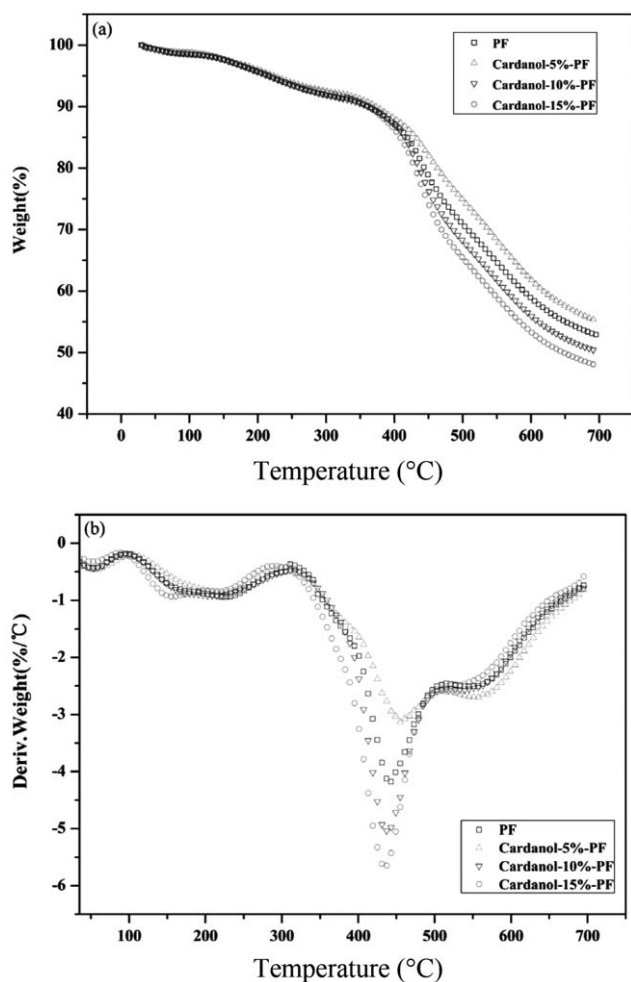 (a)
PF
Cardanol-5%-PF
Cardanol-10%-PF
Cardanol-15%-PF
100
90
80
70
60
50
40
Weight(%)
0 100 200 300 400 500 600 700
Temperature (°C)
(b)
0
-1
-2
-3
-4
-5
-6
Deriv.Weight(%/℃)
PF
Cardanol-5%-PF
Cardanol-10%-PF
Cardanol-15%-PF
100 200 300 400 500 600 700
Temperature (°C)